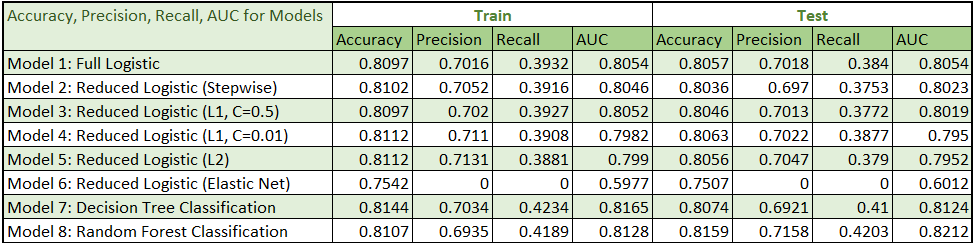 Accuracy, Precision, Recall, AUC for Models Train Test
Accuracy Precision Recall AUC Accuracy Precision Recall AUC
Model 1: Full Logistic 0.8097 0.7016 0.3932 0.8054 0.8057 0.7018 0.384 0.8054
Model 2: Reduced Logistic (Stepwise) 0.8102 0.7052 0.3916 0.8046 0.8036 0.697 0.3753 0.8023
Model 3: Reduced Logistic (L1, C=0.5) 0.8097 0.702 0.3927 0.8052 0.8046 0.7013 0.3772 0.8019
Model 4: Reduced Logistic (L1, C=0.01) 0.8112 0.711 0.3908 0.7982 0.8063 0.7022 0.3877 0.795
Model 5: Reduced Logistic (L2) 0.8112 0.7131 0.3881 0.799 0.8056 0.7047 0.379 0.7952
Model 6: Reduced Logistic (Elastic Net) 0.7542 0 0 0.5977 0.7507 0 0 0.6012
Model 7: Decision Tree Classification 0.8144 0.7034 0.4234 0.8165 0.8074 0.6921 0.41 0.8124
Model 8: Random Forest Classification 0.8107 0.6935 0.4189 0.8128 0.8159 0.7158 0.4203 0.8212